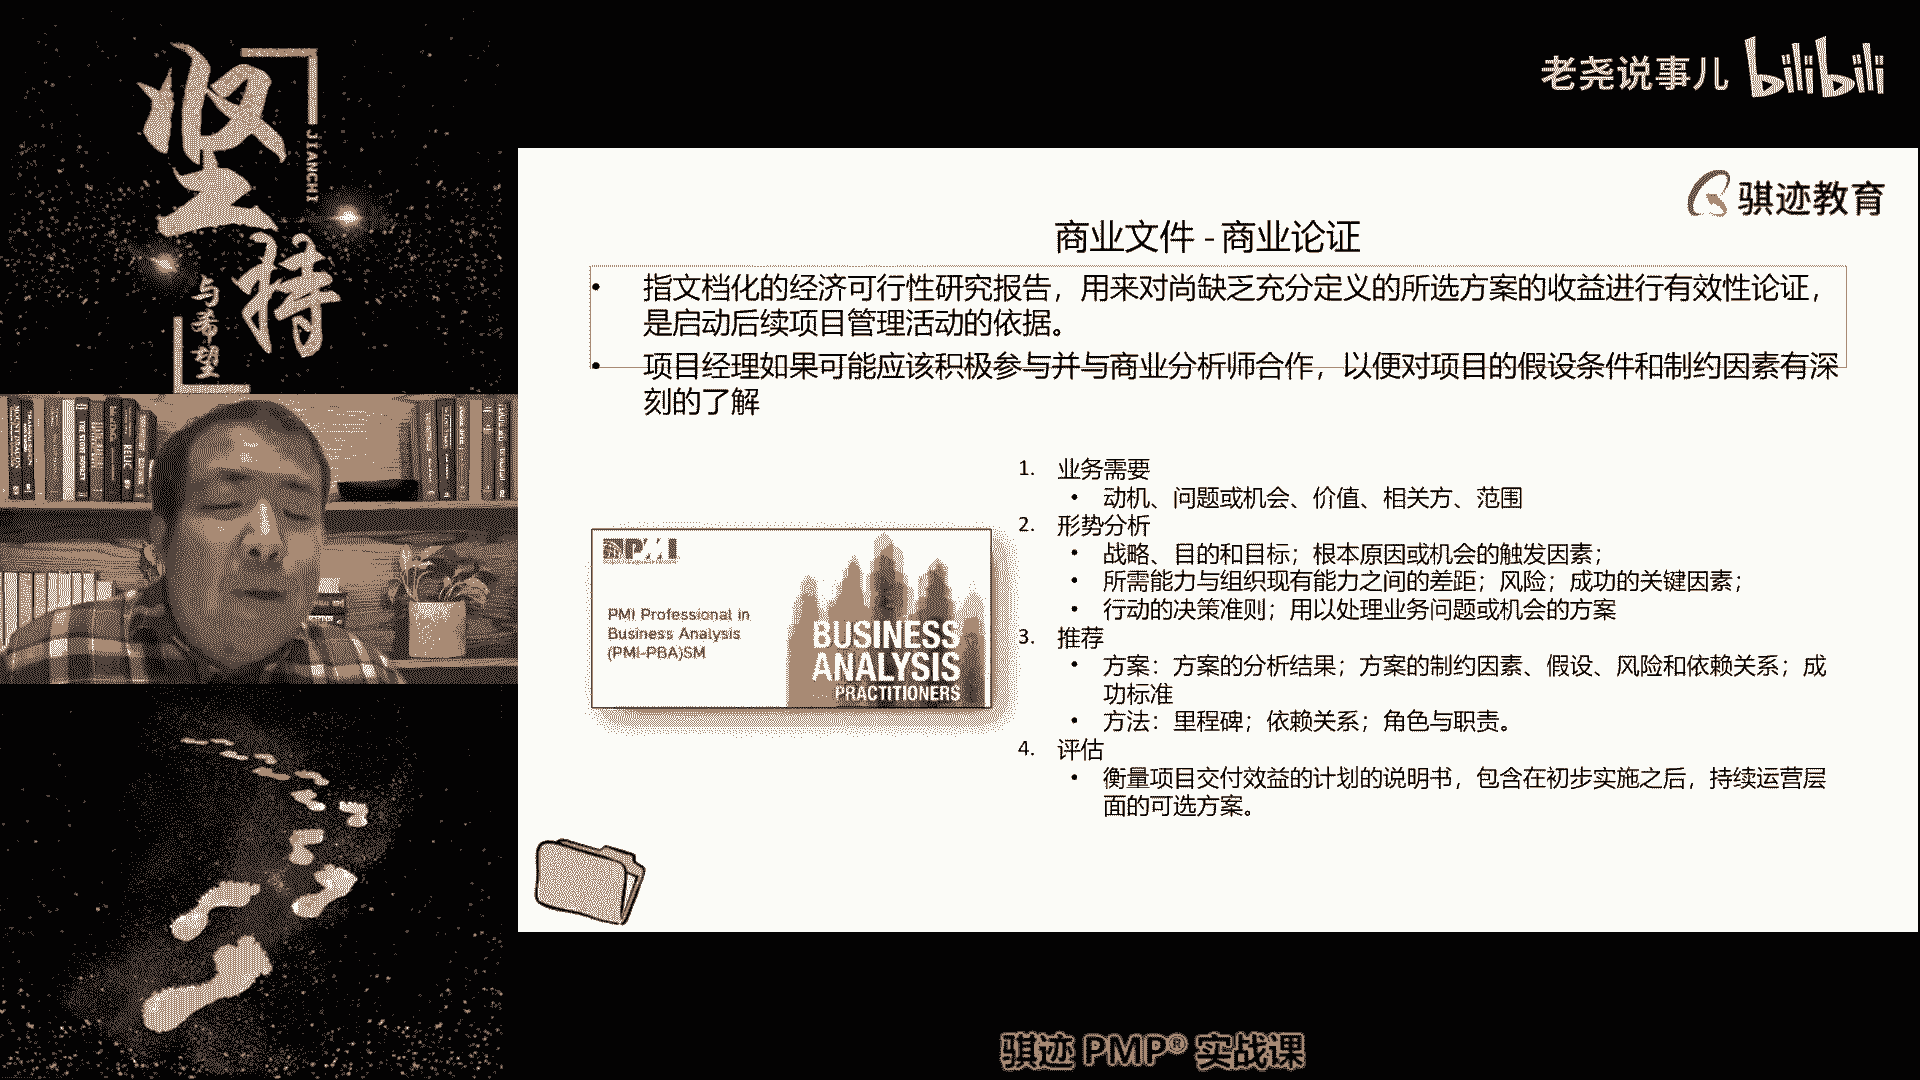 坚持
JIANCHI
与希望
老尧说事儿 bilibili
骐迹教育
商业文件 - 商业论证
• 指文档化的经济可行性研究报告，用来对尚缺乏充分定义的所选方案的收益进行有效性论证，
是启动后续项目管理活动的依据。
• 项目经理如果可能应该积极参与并与商业分析师合作，以便对项目的假设条件和制约因素有深
刻的了解
PMI
PMI Professional in
Business Analysis
(PMI-PBA)SM
BUSINESS
ANALYSIS
PRACTITIONERS
1. 业务需要
• 动机、问题或机会、价值、相关方、范围
2. 形势分析
• 战略、目的和目标；根本原因或机会的触发因素；
• 所需能力与组织现有能力之间的差距；风险；成功的关键因素；
• 行动的决策准则；用以处理业务问题或机会的方案
3. 推荐
• 方案：方案的分析结果；方案的制约因素、假设、风险和依赖关系；成
功标准
• 方法：里程碑；依赖关系；角色与职责。
4. 评估
• 衡量项目交付效益的计划的说明书，包含在初步实施之后，持续运营层
面的可选方案。
骐迹 PMP® 实战课